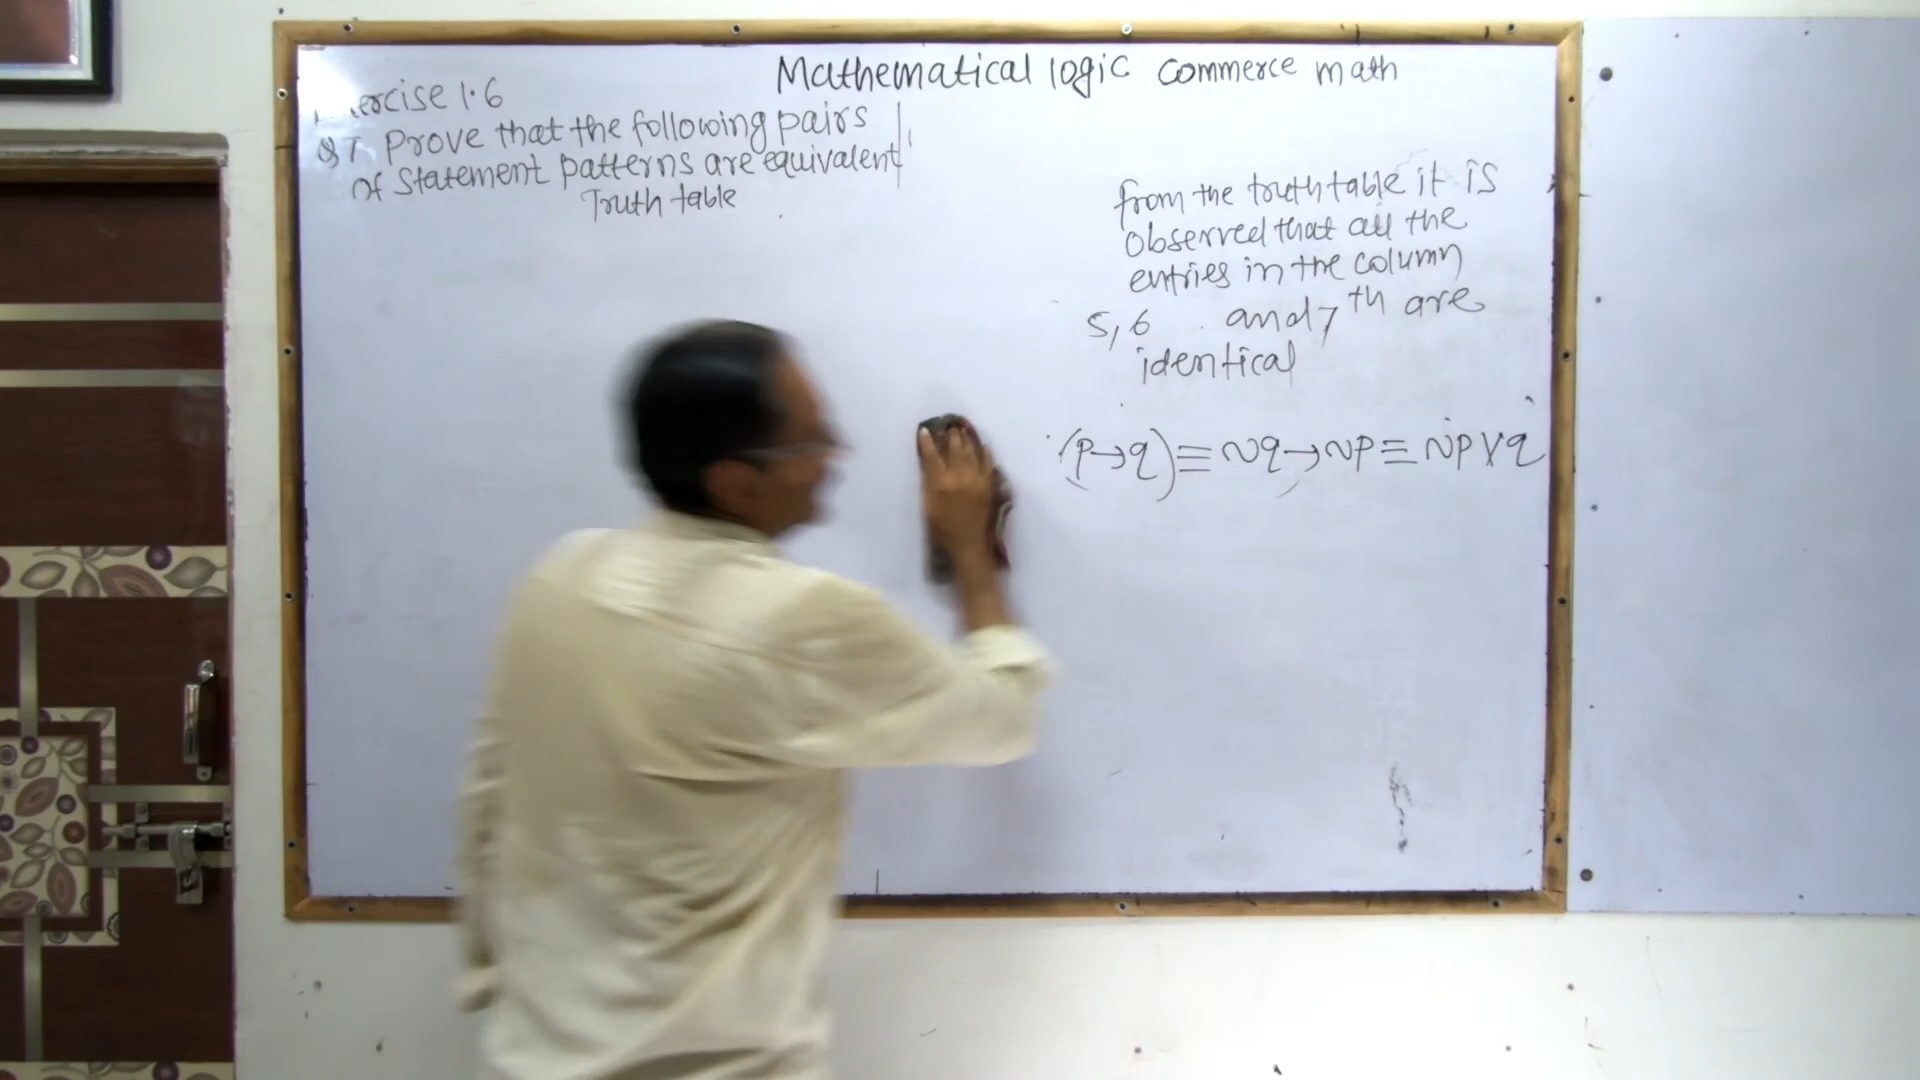 Mathematical logic commerce math
Exercise 1.6
Q7 Prove that the following pairs
of Statement patterns are equivalent
Truth table
from the truth table it is
observed that all the
entries in the column
5, 6 and 7th are
identical
(p→q)≡~q→~p≡~p∨q